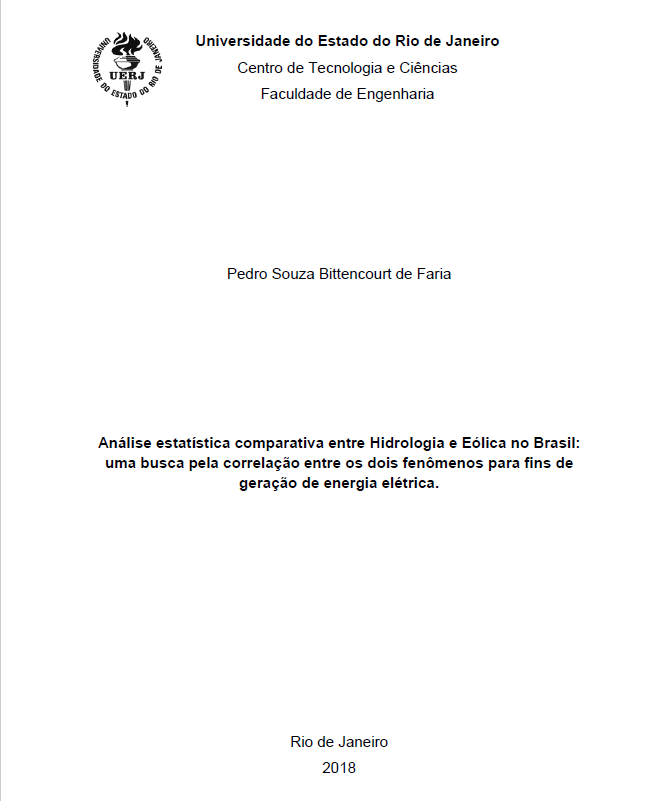 Universidade do Estado do Rio de Janeiro
Centro de Tecnologia e Ciências
Faculdade de Engenharia
UNIVERSIDADE DO ESTADO DO RIO DE JANEIRO
UERJ
Pedro Souza Bittencourt de Faria
Análise estatística comparativa entre Hidrologia e Eólica no Brasil:
uma busca pela correlação entre os dois fenômenos para fins de
geração de energia elétrica.
Rio de Janeiro
2018